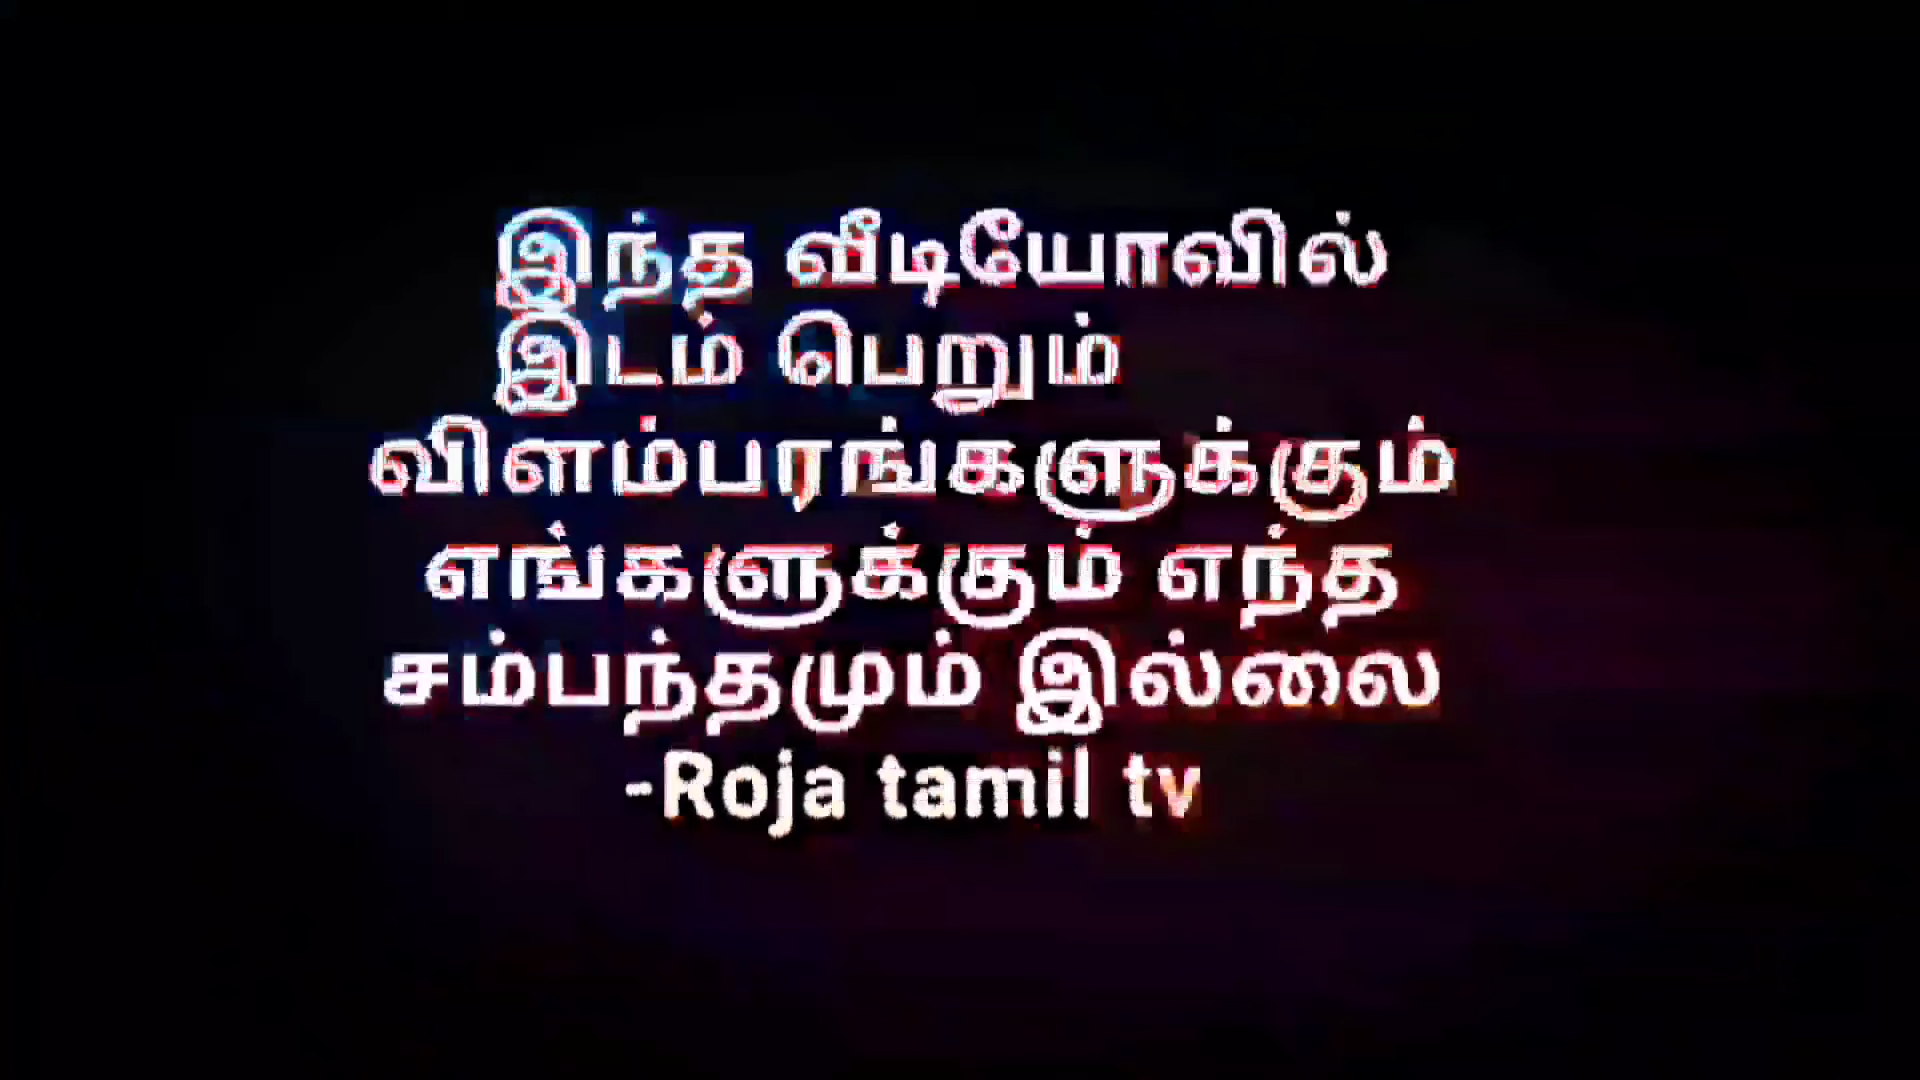 இந்த வீடியோவில்
இடம் பெறும்
விளம்பரங்களுக்கும்
எங்களுக்கும் எந்த
சம்பந்தமும் இல்லை
-Roja tamil tv